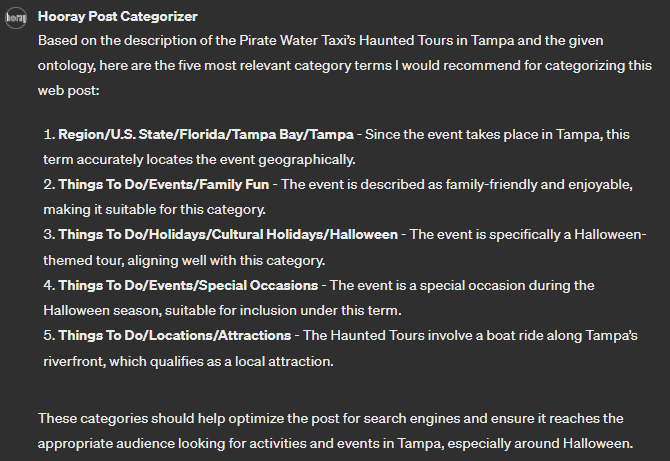 hooray Hooray Post Categorizer
Based on the description of the Pirate Water Taxi's Haunted Tours in Tampa and the given
ontology, here are the five most relevant category terms I would recommend for categorizing this
web post:
1. Region/U.S. State/Florida/Tampa Bay/Tampa - Since the event takes place in Tampa, this
term accurately locates the event geographically.
2. Things To Do/Events/Family Fun - The event is described as family-friendly and enjoyable,
making it suitable for this category.
3. Things To Do/Holidays/Cultural Holidays/Halloween - The event is specifically a Halloween-
themed tour, aligning well with this category.
4. Things To Do/Events/Special Occasions - The event is a special occasion during the
Halloween season, suitable for inclusion under this term.
5. Things To Do/Locations/Attractions - The Haunted Tours involve a boat ride along Tampa's
riverfront, which qualifies as a local attraction.
These categories should help optimize the post for search engines and ensure it reaches the
appropriate audience looking for activities and events in Tampa, especially around Halloween.